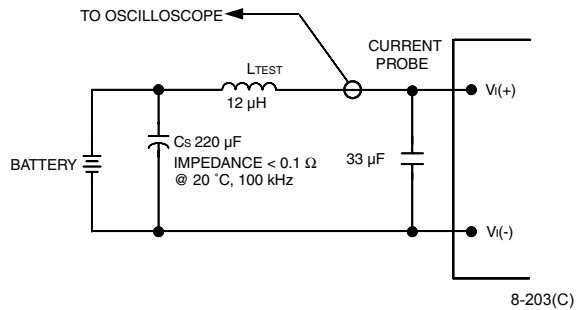 TO OSCILLOSCOPE
CURRENT
PROBE
LTEST
12 µH
VI(+)
CS 220 µF
IMPEDANCE < 0.1 Ω
@ 20 ˚C, 100 kHz
BATTERY
33 µF
VI(-)
8-203(C)